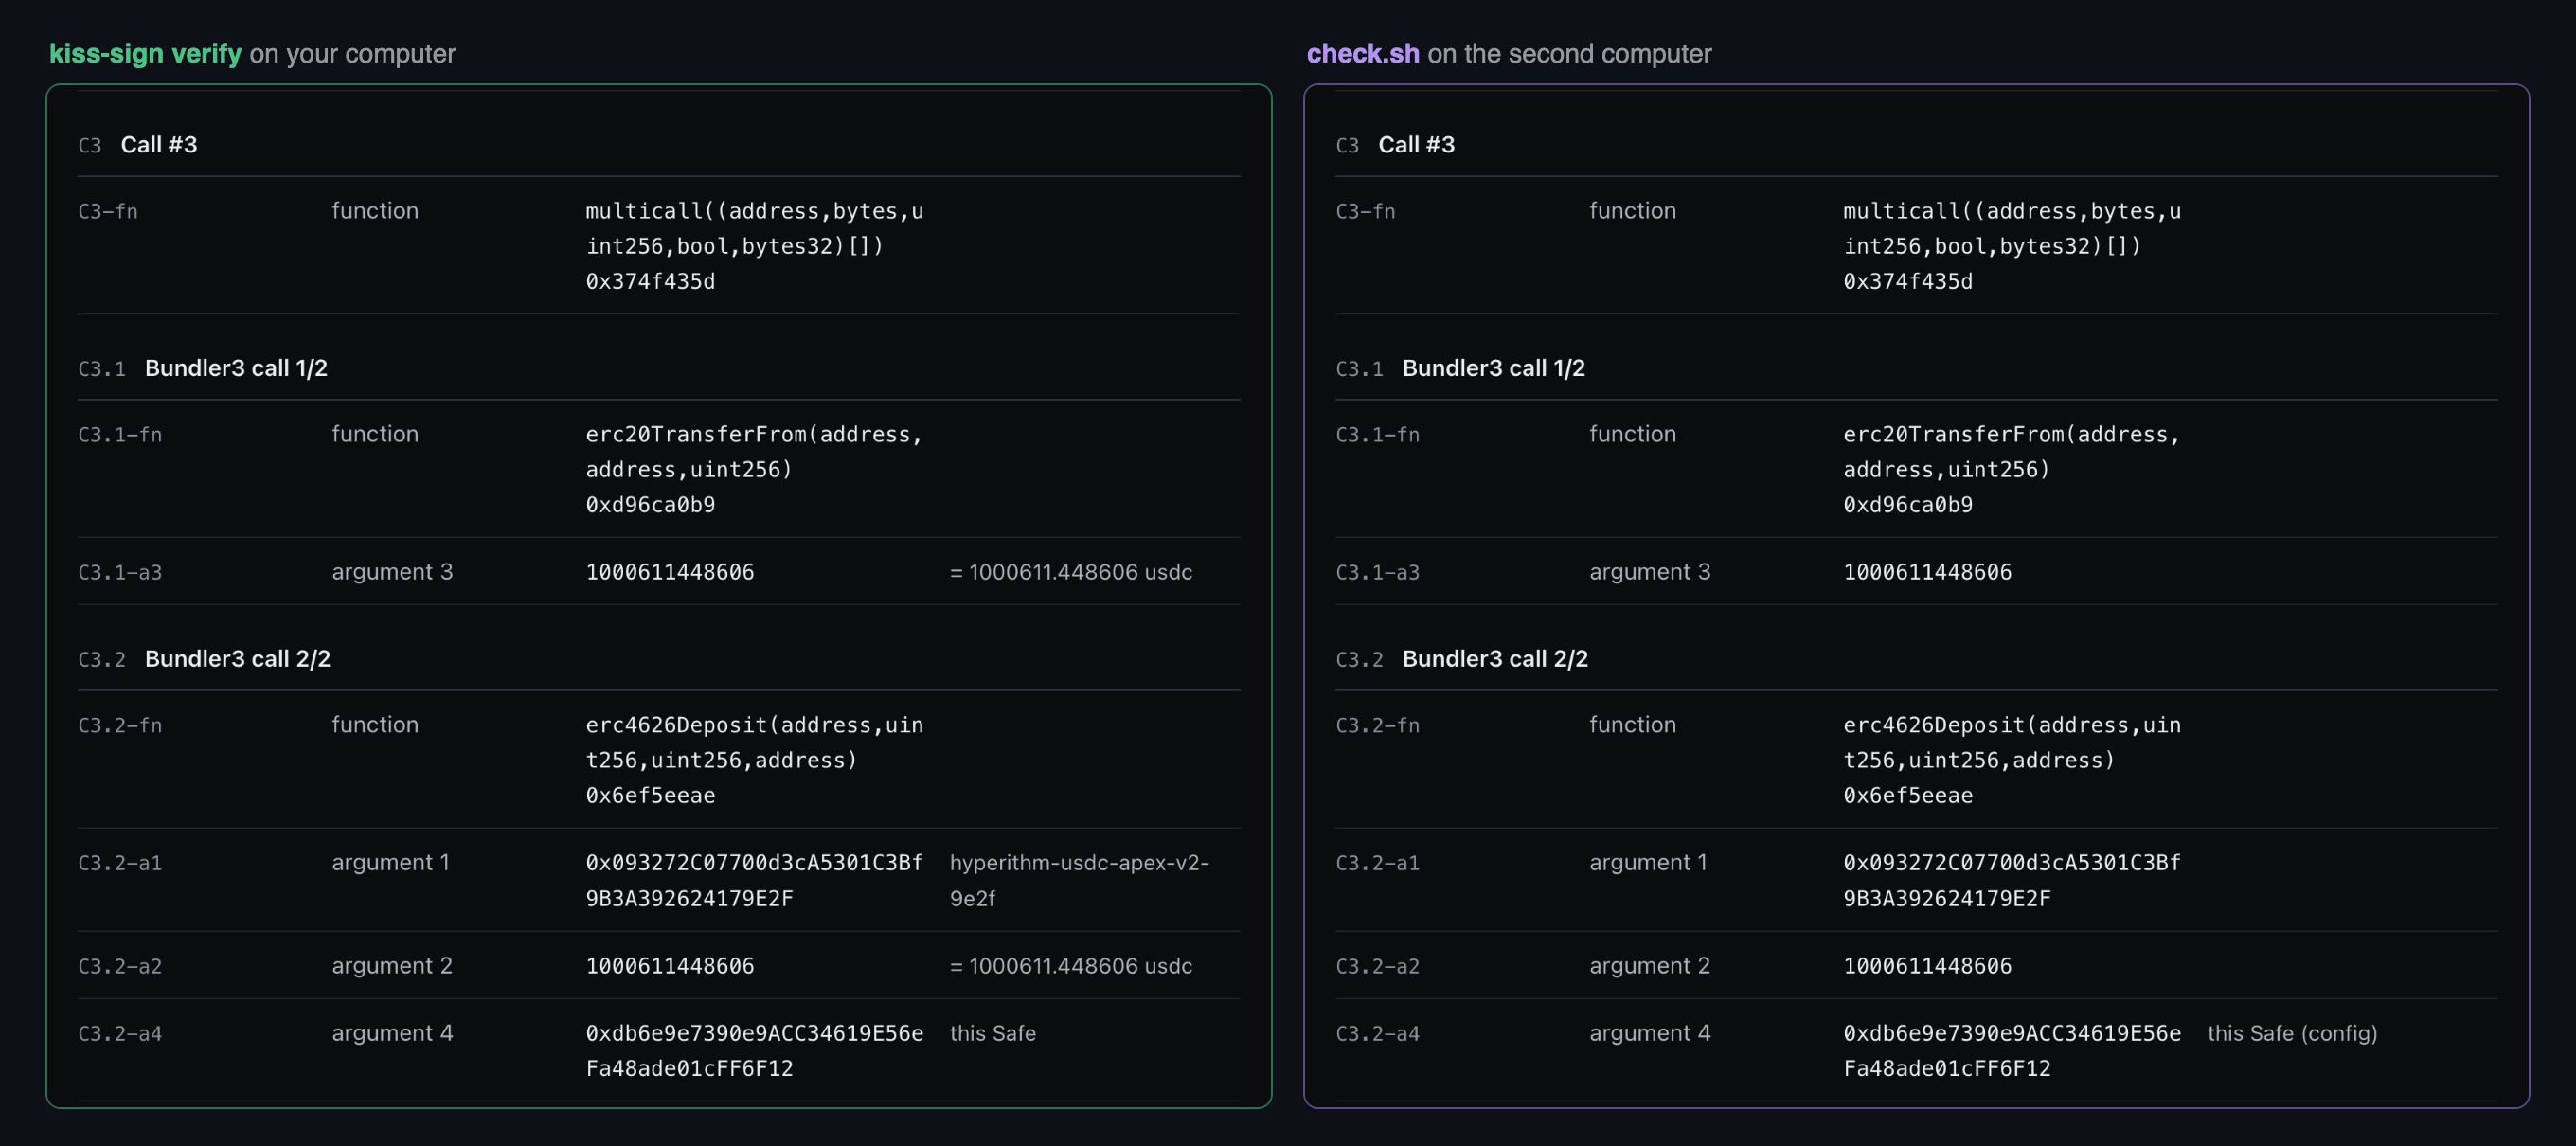 kiss-sign verify on your computer
C3 Call #3
C3-fn function multicall((address,bytes,u
int256,bool,bytes32)[])
0x374f435d
C3.1 Bundler3 call 1/2
C3.1-fn function erc20TransferFrom(address,
address,uint256)
0xd96ca0b9
C3.1-a3 argument 3 1000611448606 = 1000611.448606 usdc
C3.2 Bundler3 call 2/2
C3.2-fn function erc4626Deposit(address,uin
t256,uint256,address)
0x6ef5eeae
C3.2-a1 argument 1 0x093272C07700d3cA5301C3Bf hyperithm-usdc-apex-v2-
9B3A392624179E2F 9e2f
C3.2-a2 argument 2 1000611448606 = 1000611.448606 usdc
C3.2-a4 argument 4 0xdb6e9e7390e9ACC34619E56e this Safe
Fa48ade01cFF6F12
check.sh on the second computer
C3 Call #3
C3-fn function multicall((address,bytes,u
int256,bool,bytes32)[])
0x374f435d
C3.1 Bundler3 call 1/2
C3.1-fn function erc20TransferFrom(address,
address,uint256)
0xd96ca0b9
C3.1-a3 argument 3 1000611448606
C3.2 Bundler3 call 2/2
C3.2-fn function erc4626Deposit(address,uin
t256,uint256,address)
0x6ef5eeae
C3.2-a1 argument 1 0x093272C07700d3cA5301C3Bf
9B3A392624179E2F
C3.2-a2 argument 2 1000611448606
C3.2-a4 argument 4 0xdb6e9e7390e9ACC34619E56e this Safe (config)
Fa48ade01cFF6F12